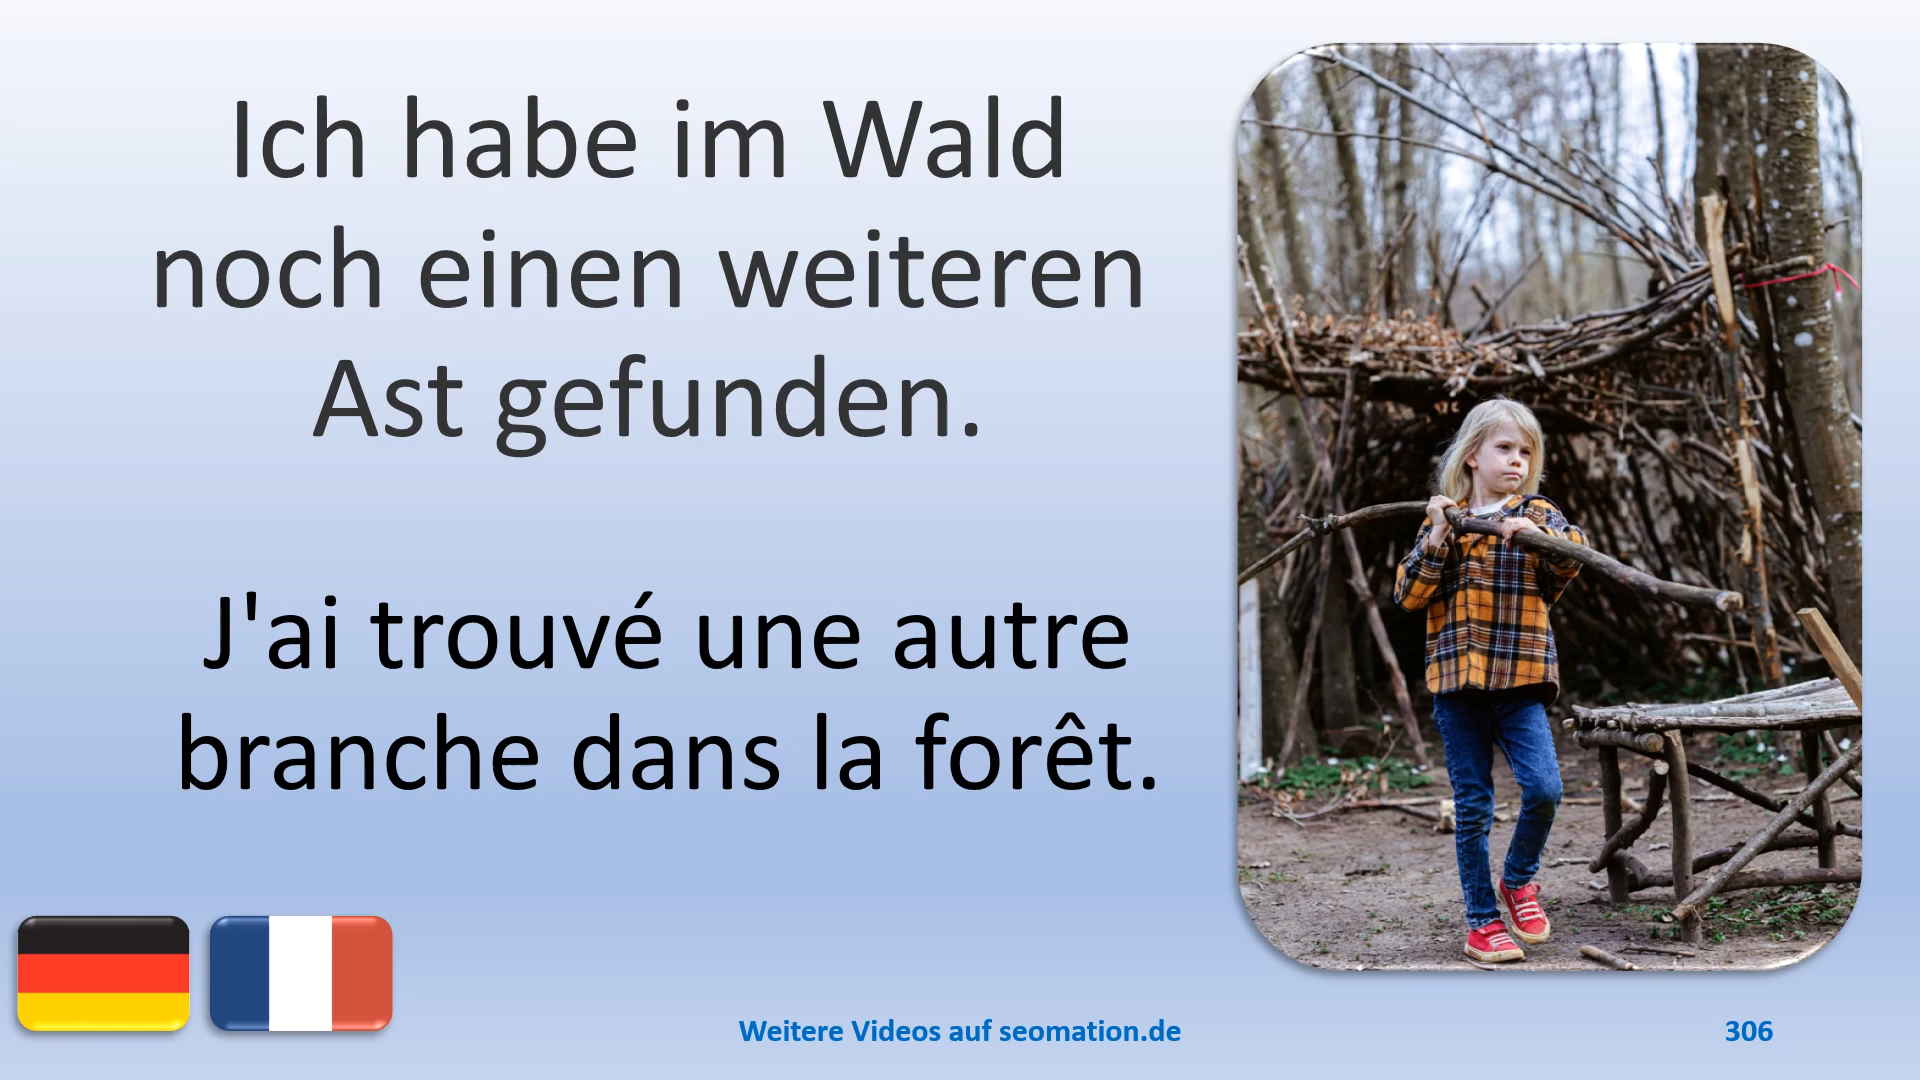 Ich habe im Wald
noch einen weiteren
Ast gefunden.
J'ai trouvé une autre
branche dans la forêt.
Weitere Videos auf seomation.de
306